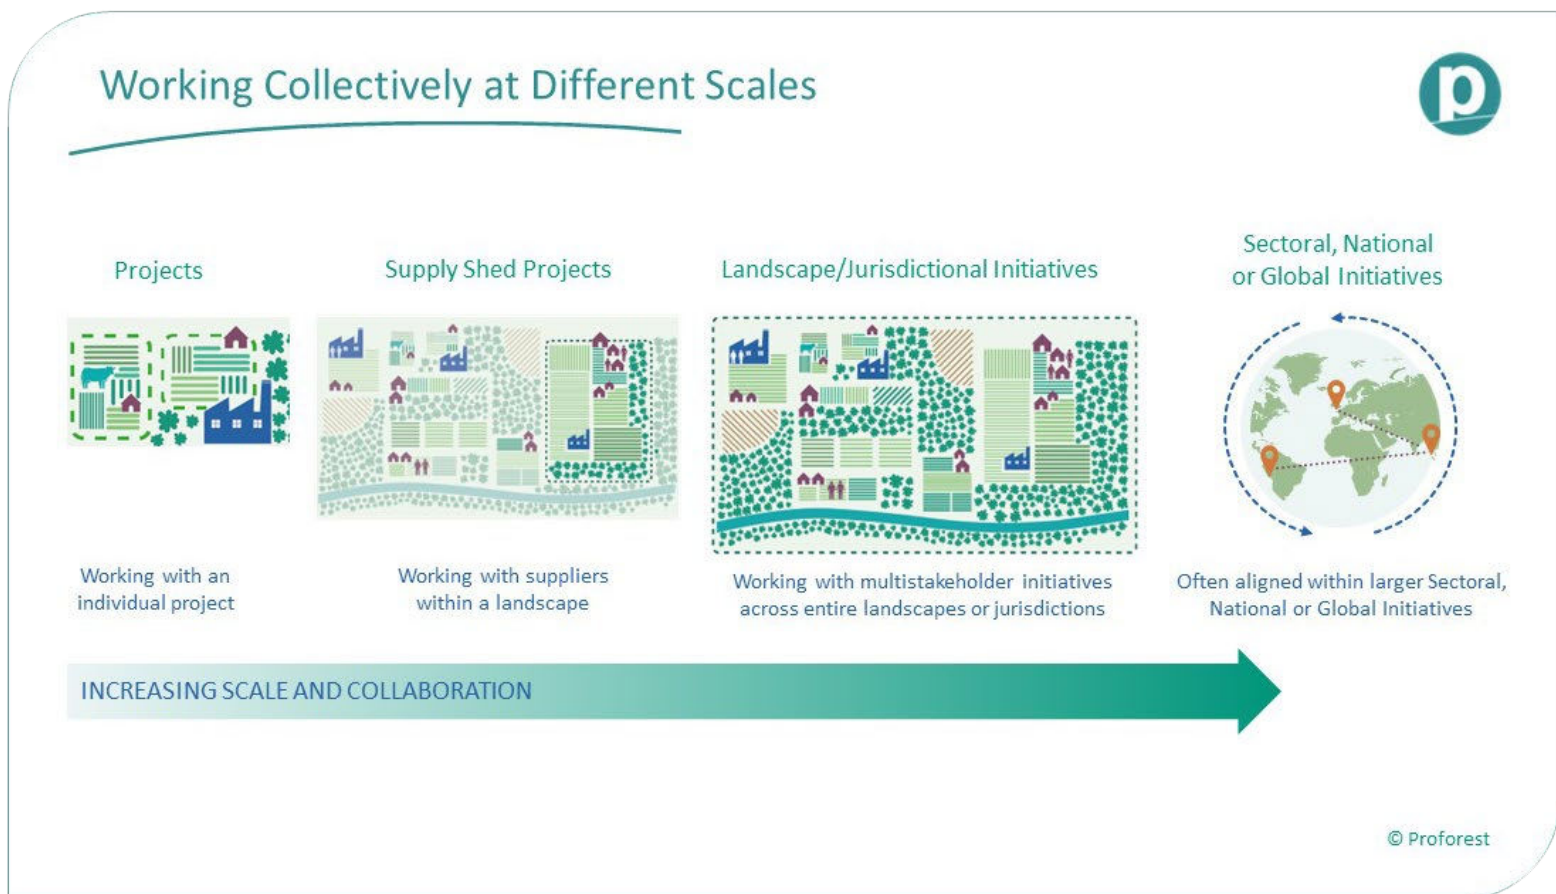 Working Collectively at Different Scales
p
Projects
Supply Shed Projects
Landscape/Jurisdictional Initiatives
Sectoral, National
or Global Initiatives
Working with an
individual project
Working with suppliers
within a landscape
Working with multistakeholder initiatives
across entire landscapes or jurisdictions
Often aligned within larger Sectoral,
National or Global Initiatives
INCREASING SCALE AND COLLABORATION
© Proforest